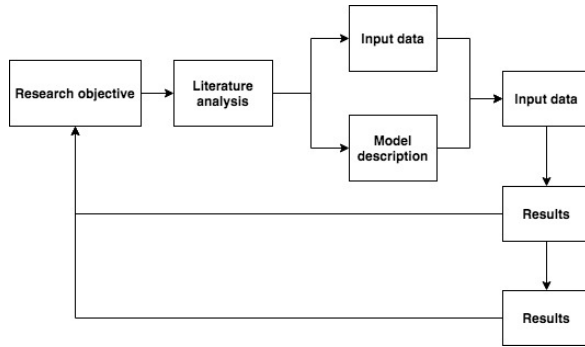 Research objective
Literature
analysis
Input data
Model
description
Input data
Results
Results